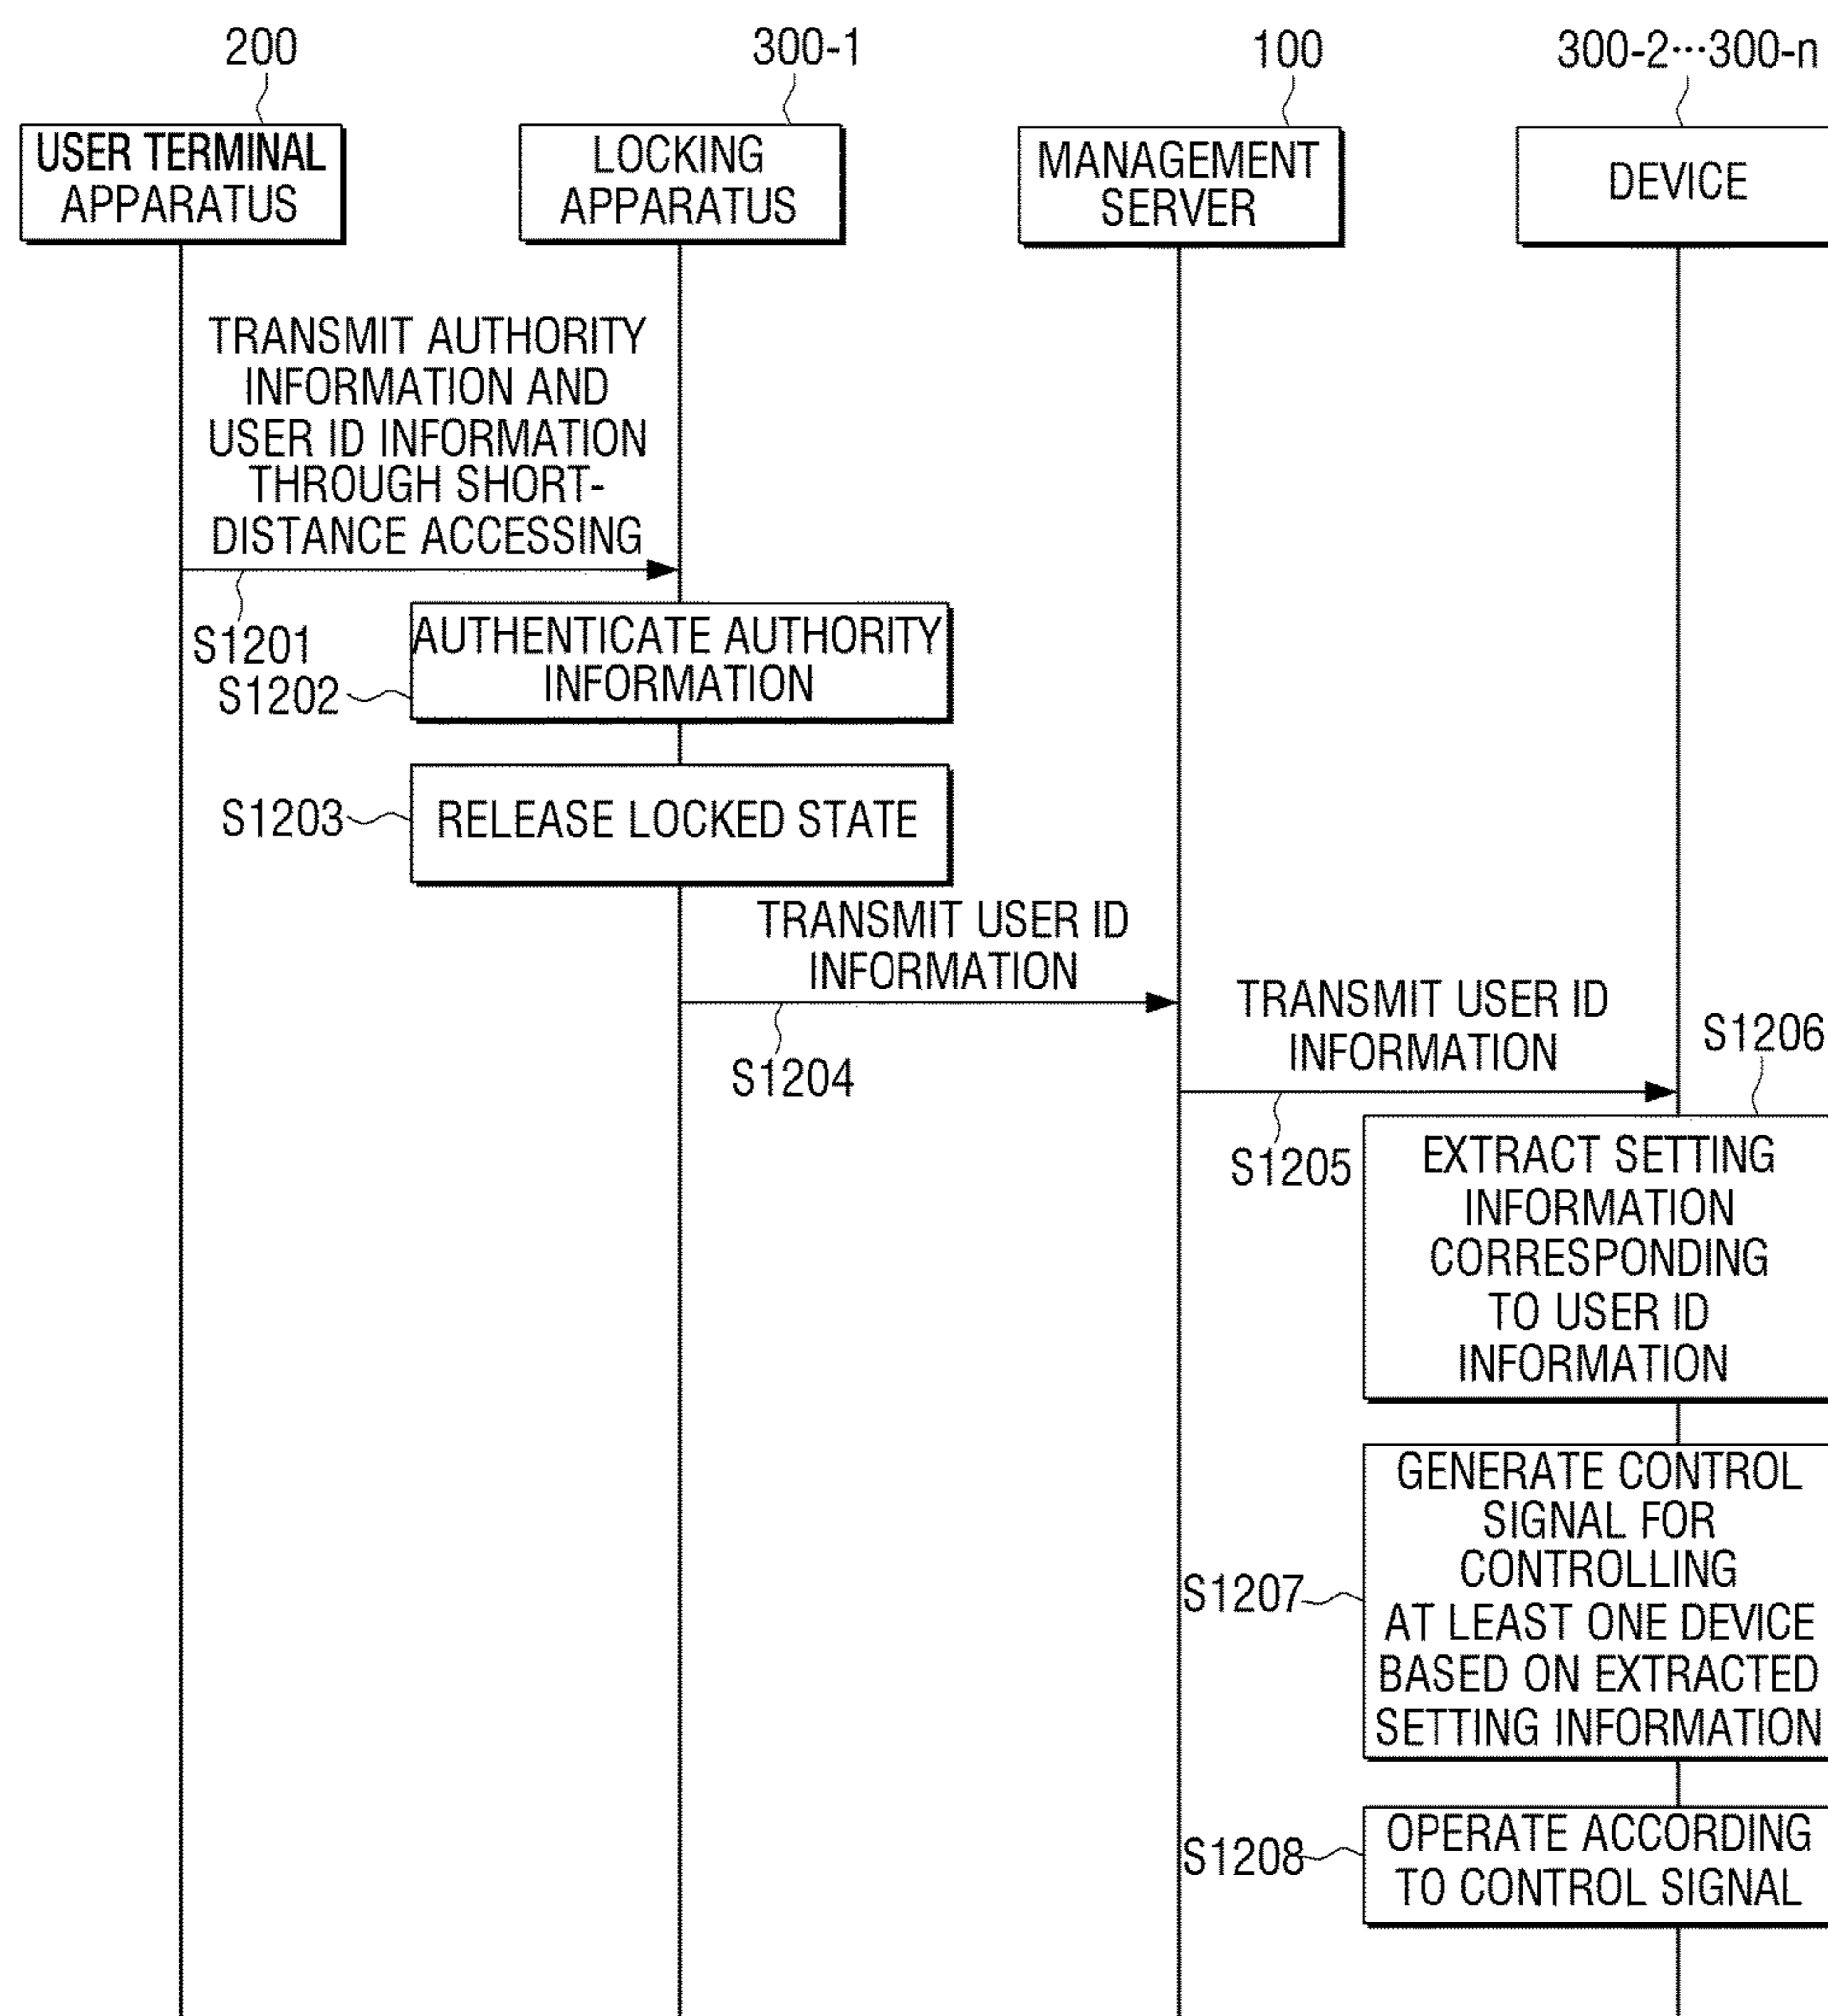 200
300-1
100
300-2···300-n
USER TERMINAL
APPARATUS
LOCKING
APPARATUS
MANAGEMENT
SERVER
DEVICE
TRANSMIT AUTHORITY
INFORMATION AND
USER ID INFORMATION
THROUGH SHORT-
DISTANCE ACCESSING
S1201
AUTHENTICATE AUTHORITY
INFORMATION
S1202
S1203
RELEASE LOCKED STATE
TRANSMIT USER ID
INFORMATION
S1204
TRANSMIT USER ID
INFORMATION
S1205
S1206
EXTRACT SETTING
INFORMATION
CORRESPONDING
TO USER ID
INFORMATION
GENERATE CONTROL
SIGNAL FOR
CONTROLLING
AT LEAST ONE DEVICE
BASED ON EXTRACTED
SETTING INFORMATION
S1207
OPERATE ACCORDING
TO CONTROL SIGNAL
S1208